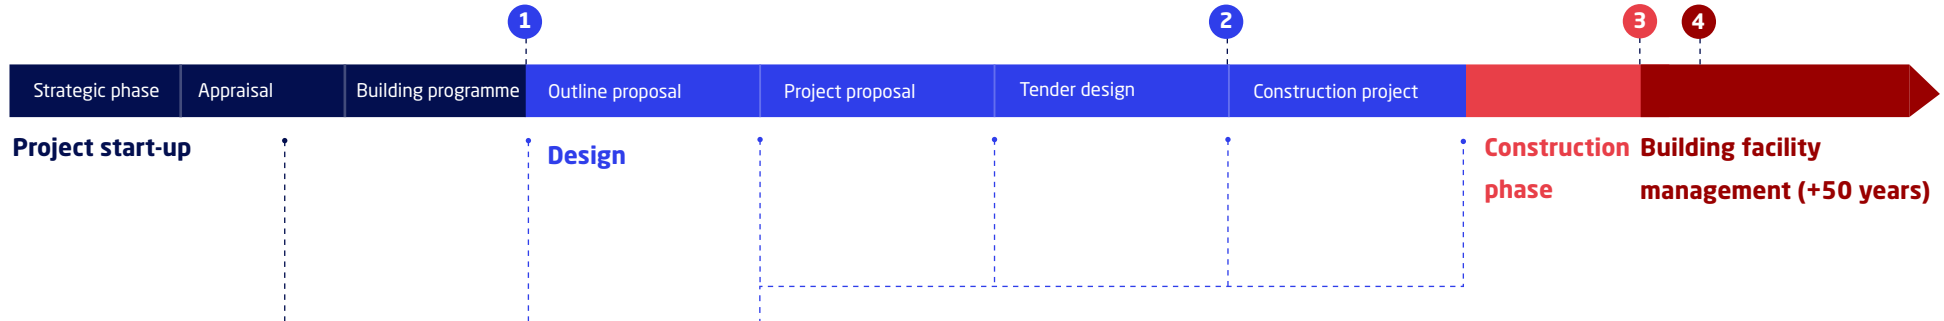 1 2 3 4
Strategic phase Appraisal Building programme Outline proposal Project proposal Tender design Construction project
Project start-up Design Construction Building facility
phase management (+50 years)